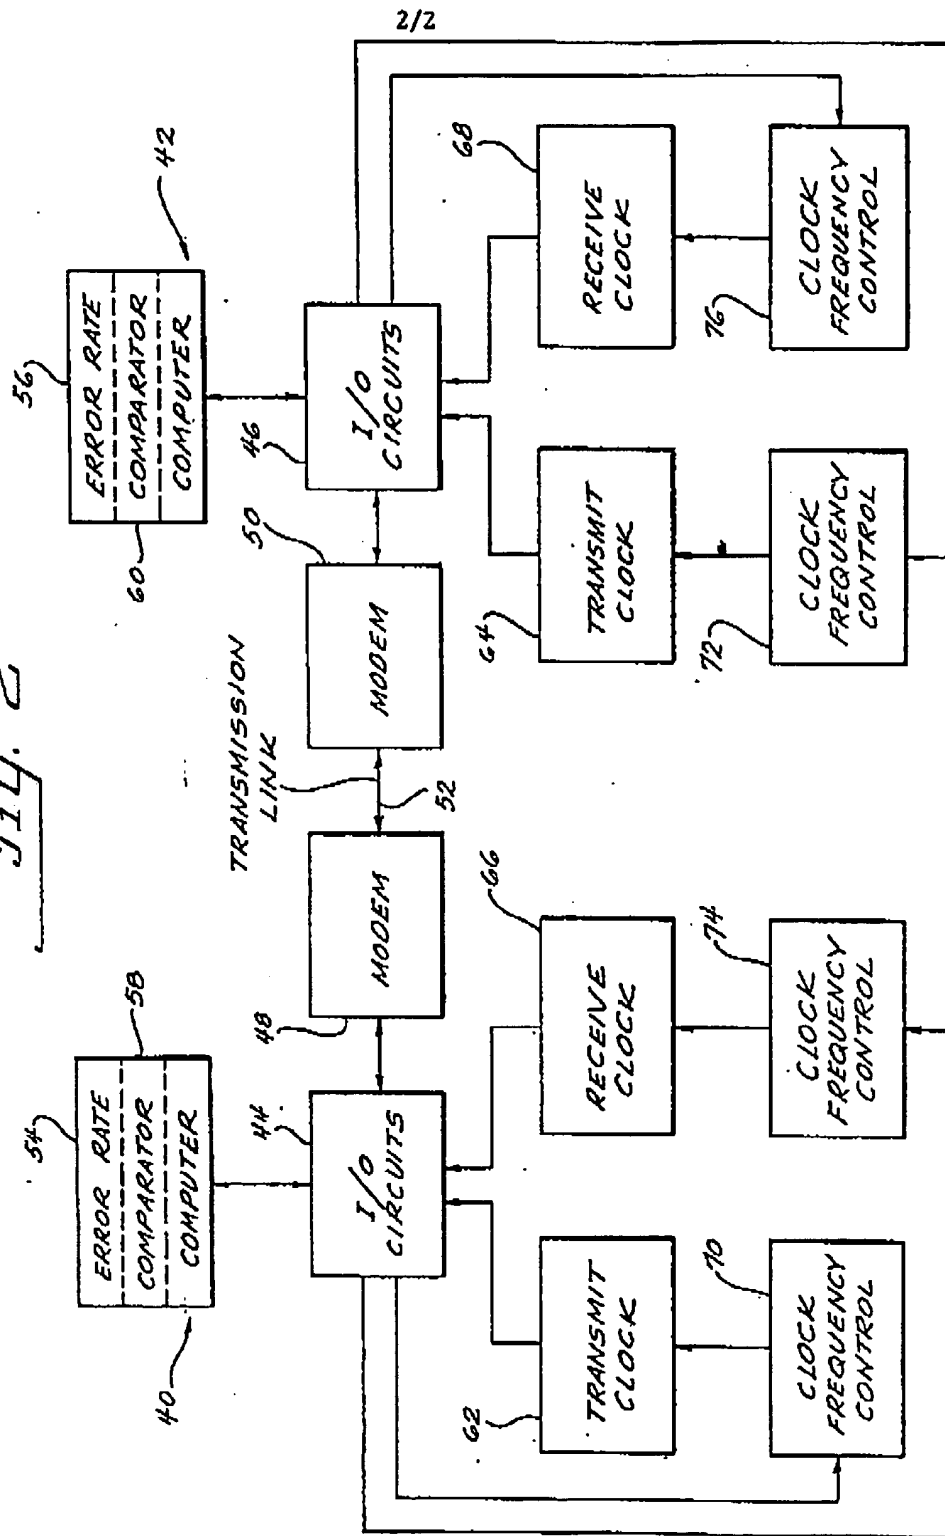 2/2
Fig. 2
54
ERROR RATE
COMPARATOR
COMPUTER
58
40
56
ERROR RATE
COMPARATOR
COMPUTER
60
42
44
I/O
CIRCUITS
48
MODEM
TRANSMISSION
LINK
52
MODEM
50
46
I/O
CIRCUITS
62
TRANSMIT
CLOCK
66
RECEIVE
CLOCK
64
TRANSMIT
CLOCK
68
RECEIVE
CLOCK
70
CLOCK
FREQUENCY
CONTROL
74
CLOCK
FREQUENCY
CONTROL
72
CLOCK
FREQUENCY
CONTROL
76
CLOCK
FREQUENCY
CONTROL